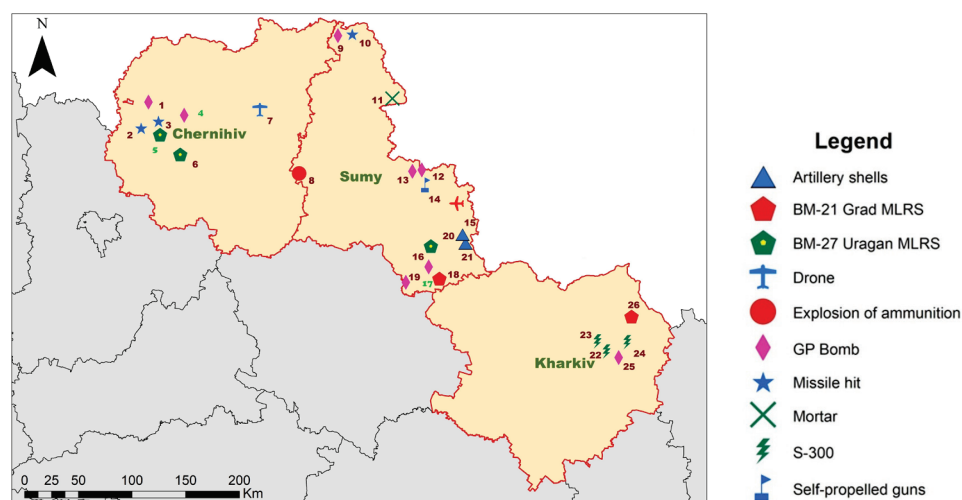 N
9
10
11
1
4
3
2
Chernihiv
5
6
7
8
Sumy
13
12
14
15
20
21
16
19
17
18
26
23
22
24
25
Kharkiv
0 25 50 100 150 200
Km
Legend
Artillery shells
BM-21 Grad MLRS
BM-27 Uragan MLRS
Drone
Explosion of ammunition
GP Bomb
Missile hit
Mortar
S-300
Self-propelled guns